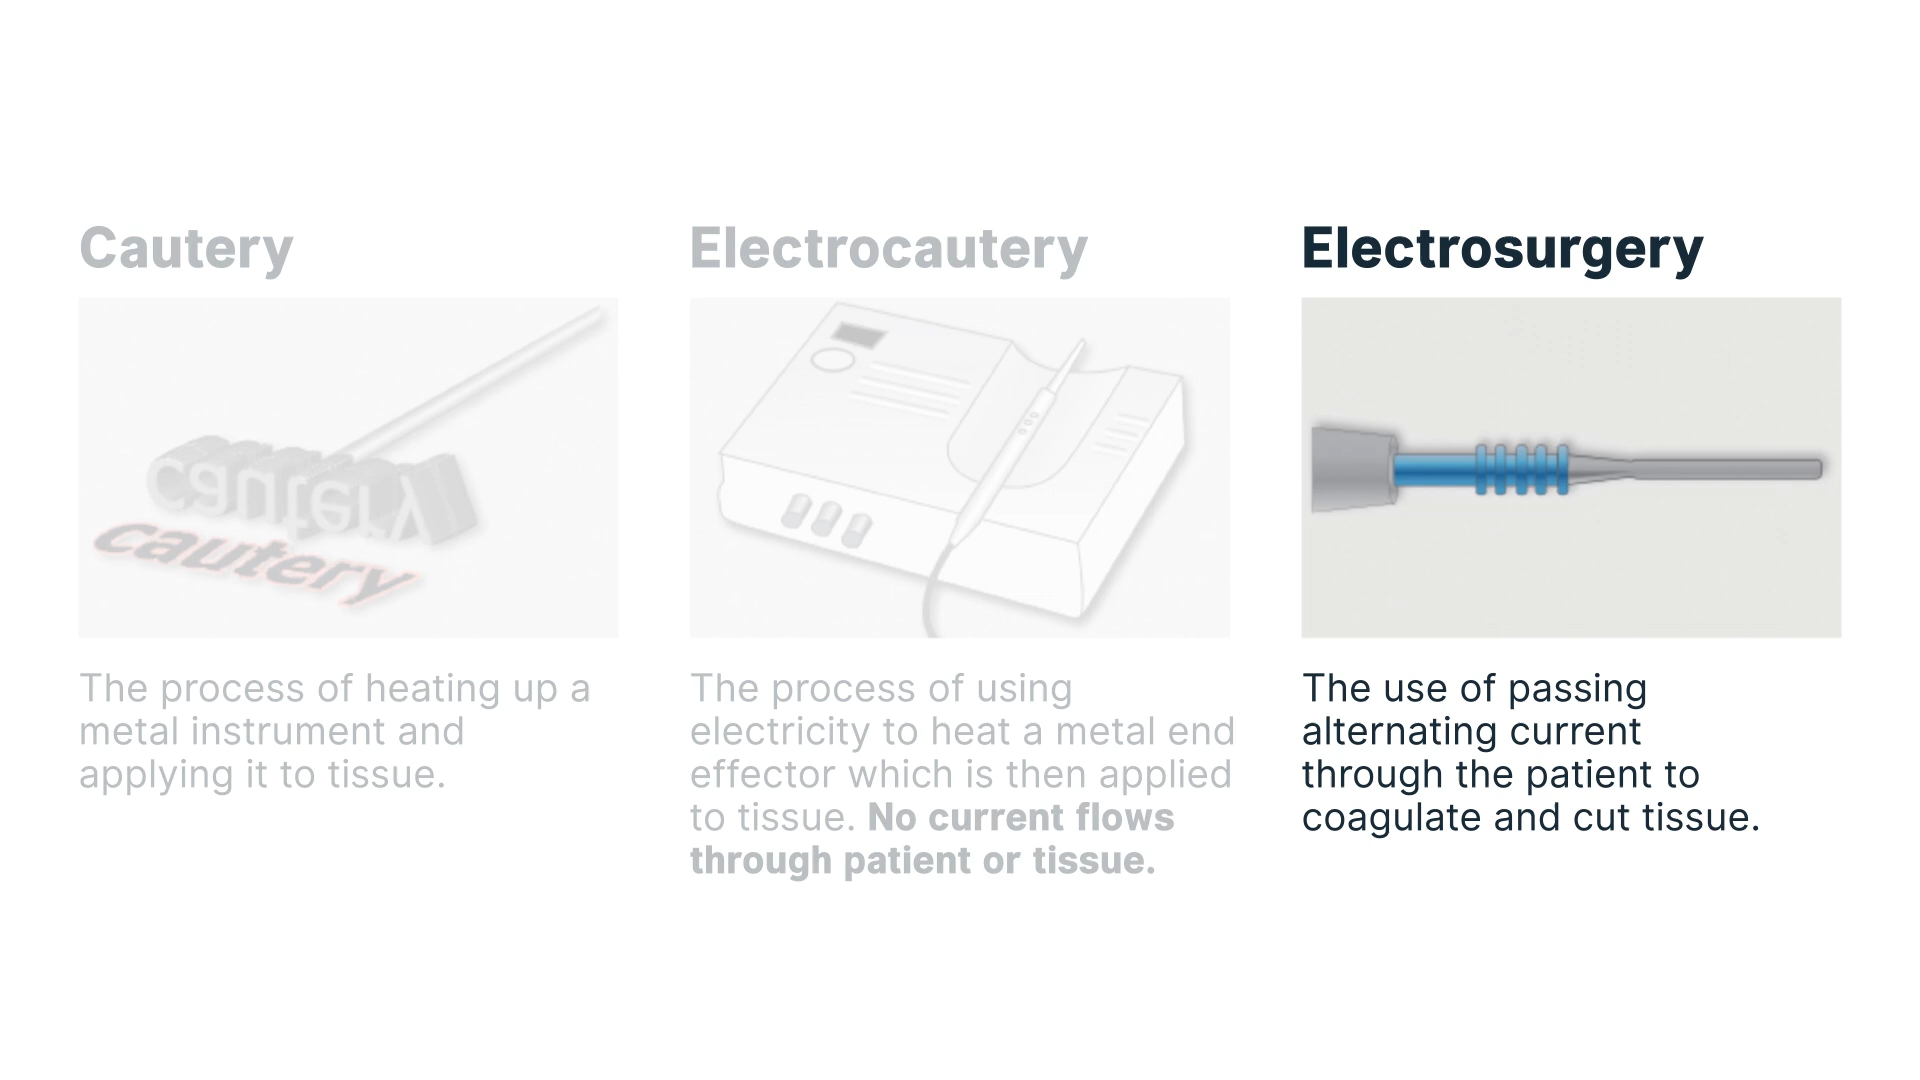 Cautery
cautery
cautery
The process of heating up a
metal instrument and
applying it to tissue.
Electrocautery
The process of using
electricity to heat a metal end
effector which is then applied
to tissue. No current flows
through patient or tissue.
Electrosurgery
The use of passing
alternating current
through the patient to
coagulate and cut tissue.